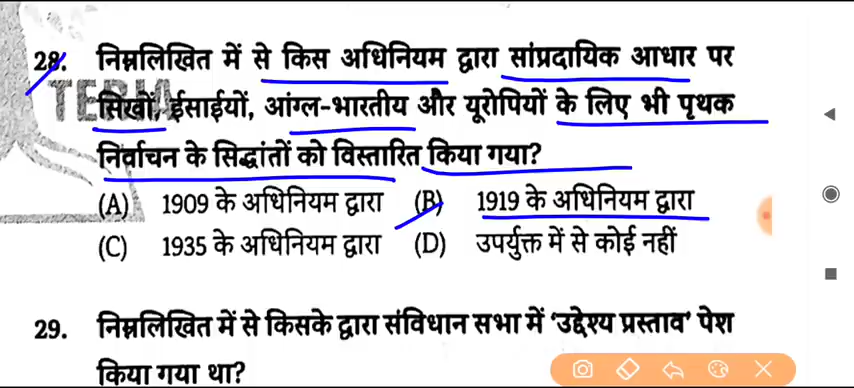 28. निम्नलिखित में से किस अधिनियम द्वारा सांप्रदायिक आधार पर
सिखों, ईसाईयों, आंग्ल-भारतीय और यूरोपियों के लिए भी पृथक
निर्वाचन के सिद्धांतों को विस्तारित किया गया?
(A) 1909 के अधिनियम द्वारा (B) 1919 के अधिनियम द्वारा
(C) 1935 के अधिनियम द्वारा (D) उपर्युक्त में से कोई नहीं
29. निम्नलिखित में से किसके द्वारा संविधान सभा में ‘उद्देश्य प्रस्ताव’ पेश
किया गया था?